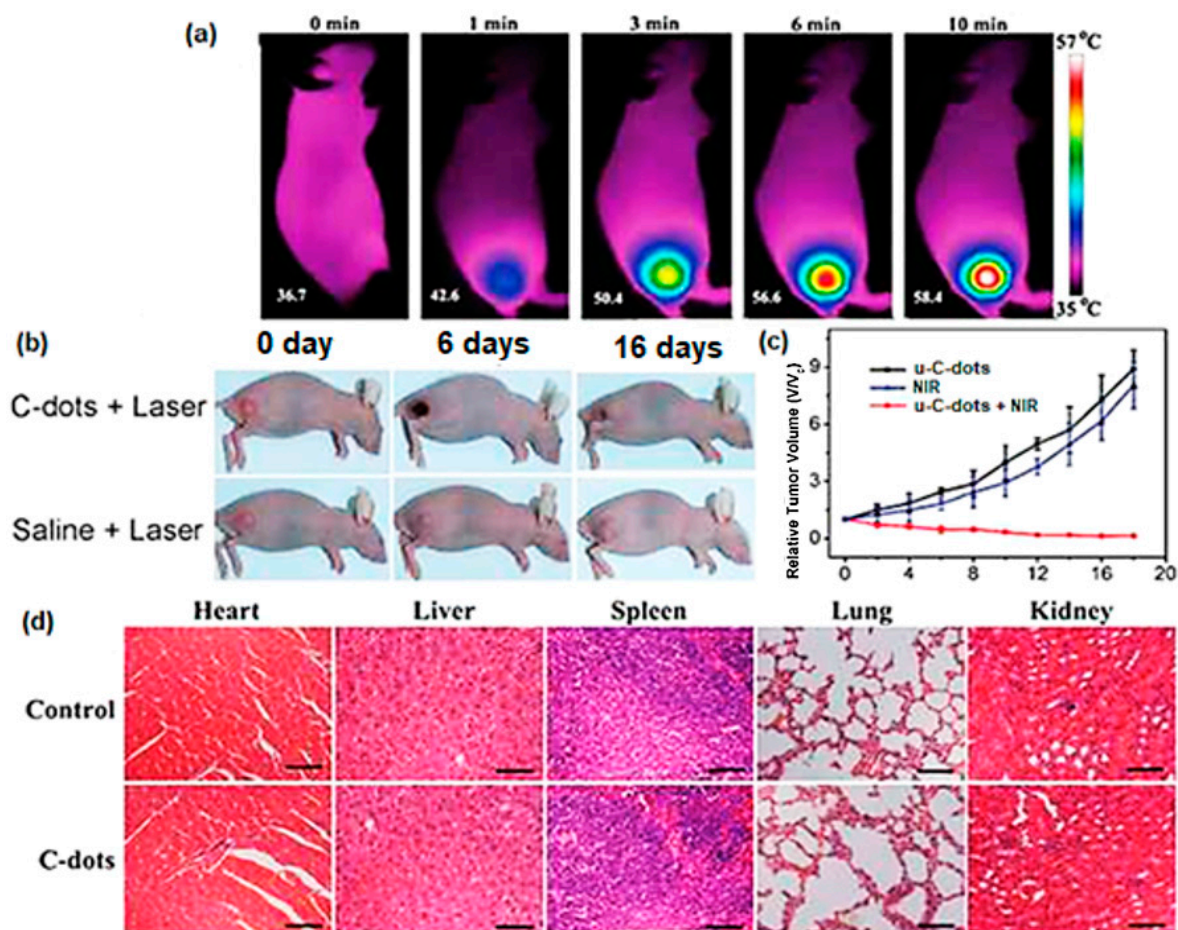 (a)
0 min 1 min 3 min 6 min 10 min
57 °C
36.7 42.6 50.4 56.6 58.4
35 °C
(b)
0 day 6 days 16 days
C-dots + Laser
Saline + Laser
(c)
Relative Tumor Volume (V/V
9
6
3
0
u-C-dots
NIR
u-C-dots + NIR
0 4 8 12 16 20
(d)
Heart Liver Spleen Lung Kidney
Control
C-dots